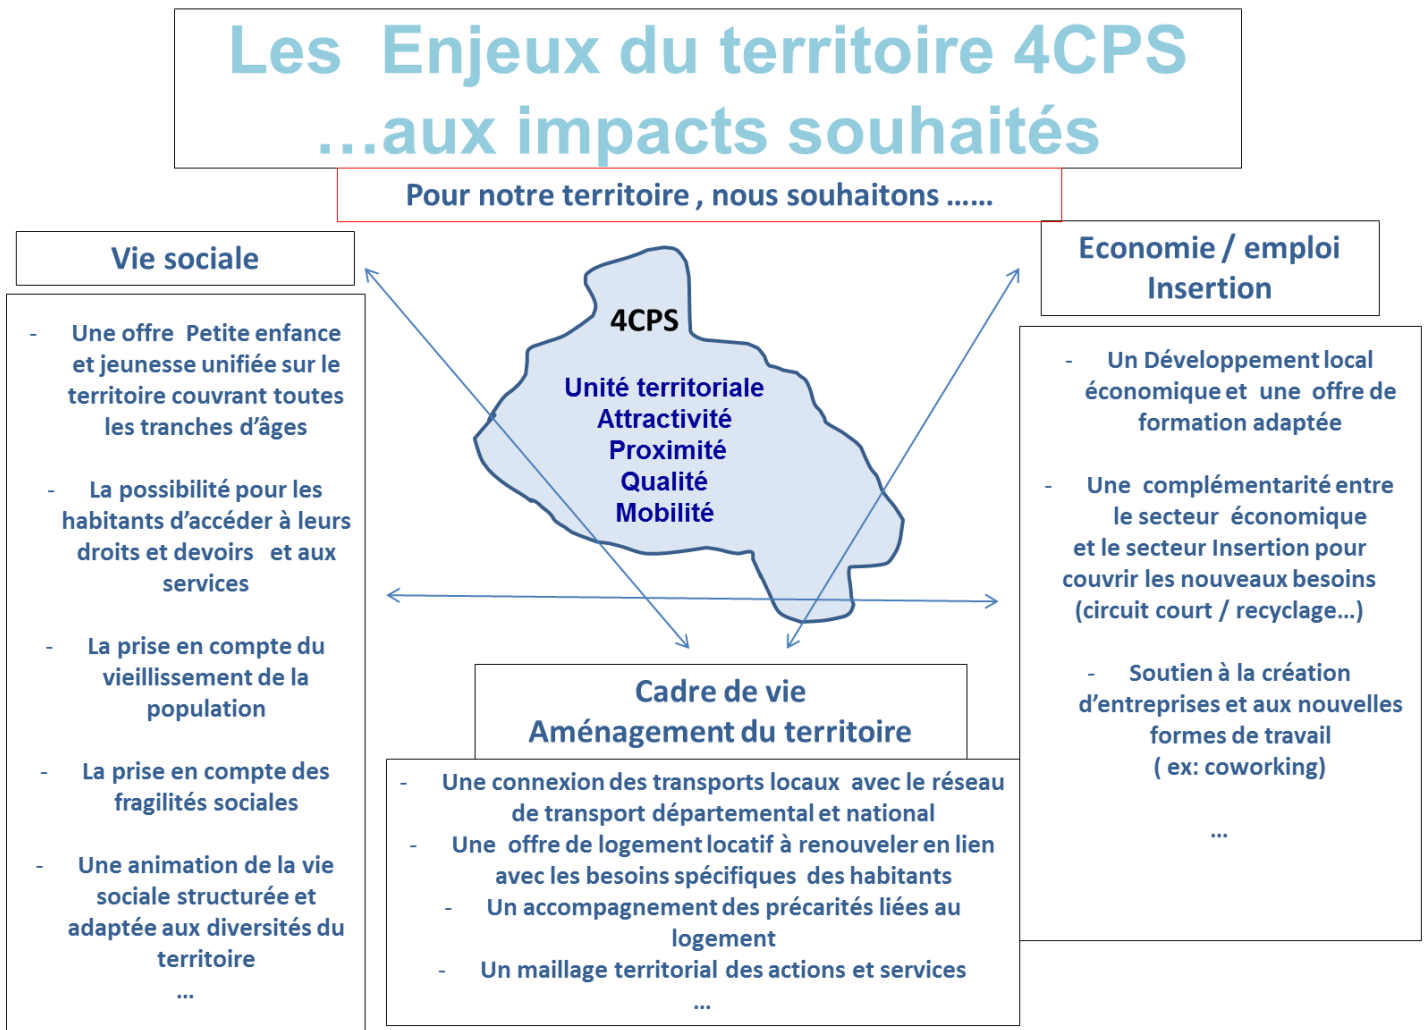 Les Enjeux du territoire 4CPS
…aux impacts souhaités
Pour notre territoire , nous souhaitons ……
Vie sociale
- Une offre Petite enfance
et jeunesse unifiée sur le
territoire couvrant toutes
les tranches d'âges
- La possibilité pour les
habitants d'accéder à leurs
droits et devoirs et aux
services
- La prise en compte du
vieillissement de la
population
- La prise en compte des
fragilités sociales
- Une animation de la vie
sociale structurée et
adaptée aux diversités du
territoire
…
4CPS
Unité territoriale
Attractivité
Proximité
Qualité
Mobilité
Cadre de vie
Aménagement du territoire
- Une connexion des transports locaux avec le réseau
de transport départemental et national
- Une offre de logement locatif à renouveler en lien
avec les besoins spécifiques des habitants
- Un accompagnement des précarités liées au
logement
- Un maillage territorial des actions et services
…
Economie / emploi
Insertion
- Un Développement local
économique et une offre de
formation adaptée
- Une complémentarité entre
le secteur économique
et le secteur Insertion pour
couvrir les nouveaux besoins
(circuit court / recyclage…)
- Soutien à la création
d'entreprises et aux nouvelles
formes de travail
( ex: coworking)
…